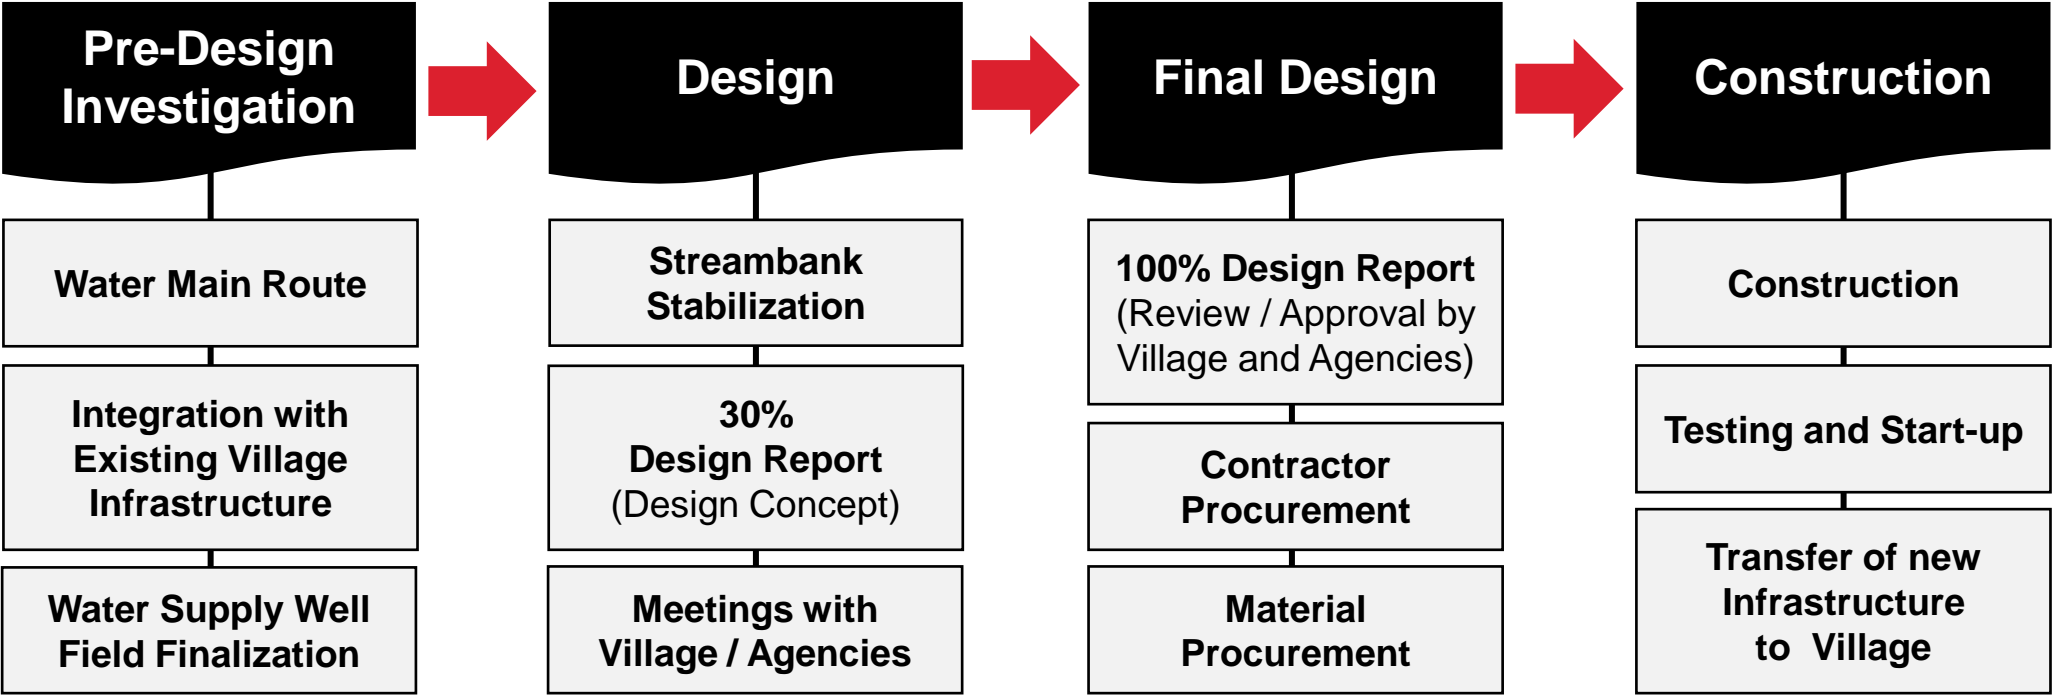 Pre-Design
Investigation
Water Main Route
Integration with
Existing Village
Infrastructure
Water Supply Well
Field Finalization
Design
Streambank
Stabilization
30%
Design Report
(Design Concept)
Meetings with
Village / Agencies
Final Design
100% Design Report
(Review / Approval by
Village and Agencies)
Contractor
Procurement
Material
Procurement
Construction
Construction
Testing and Start-up
Transfer of new
Infrastructure
to Village